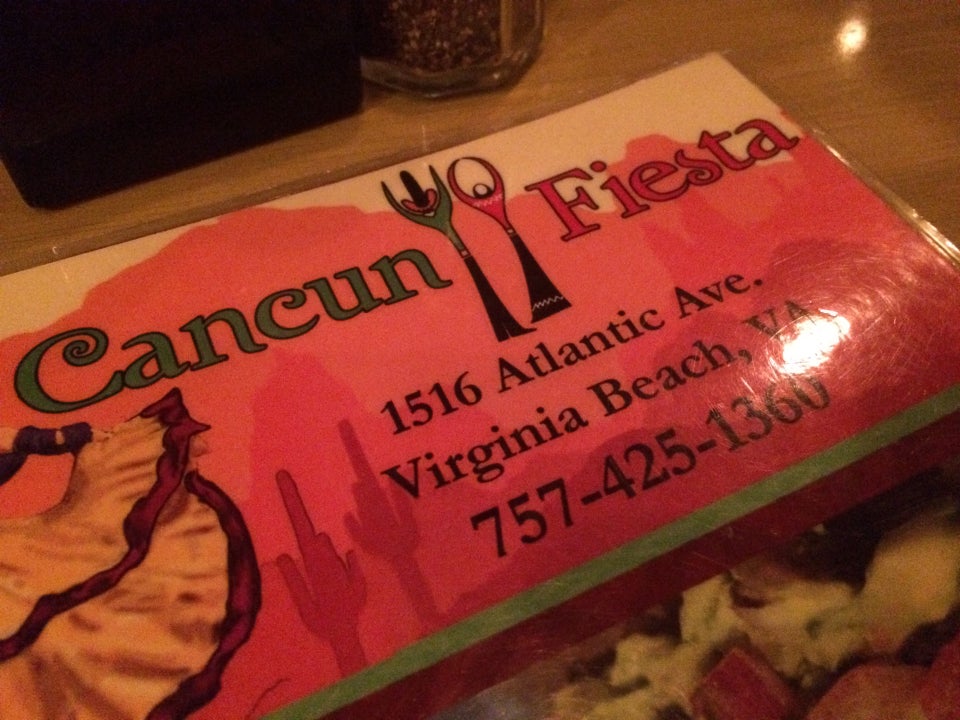 Cancun Fiesta
1516 Atlantic Ave.
Virginia Beach, VA
757-425-1360